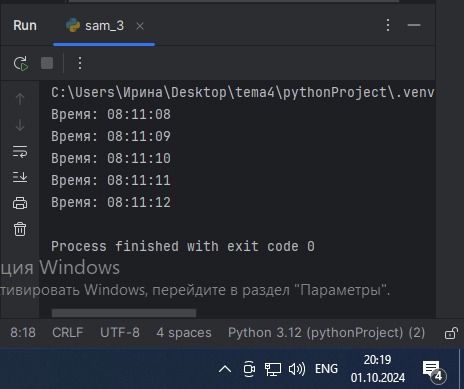 Run sam_3
C:\Users\Ирина\Desktop\tema4\pythonProject\.venv
Время: 08:11:08
Время: 08:11:09
Время: 08:11:10
Время: 08:11:11
Время: 08:11:12
Process finished with exit code 0
ция Windows
тивировать Windows, перейдите в раздел "Параметры".
8:18 CRLF UTF-8 4 spaces Python 3.12 (pythonProject) (2)
ENG 20:19
01.10.2024 4